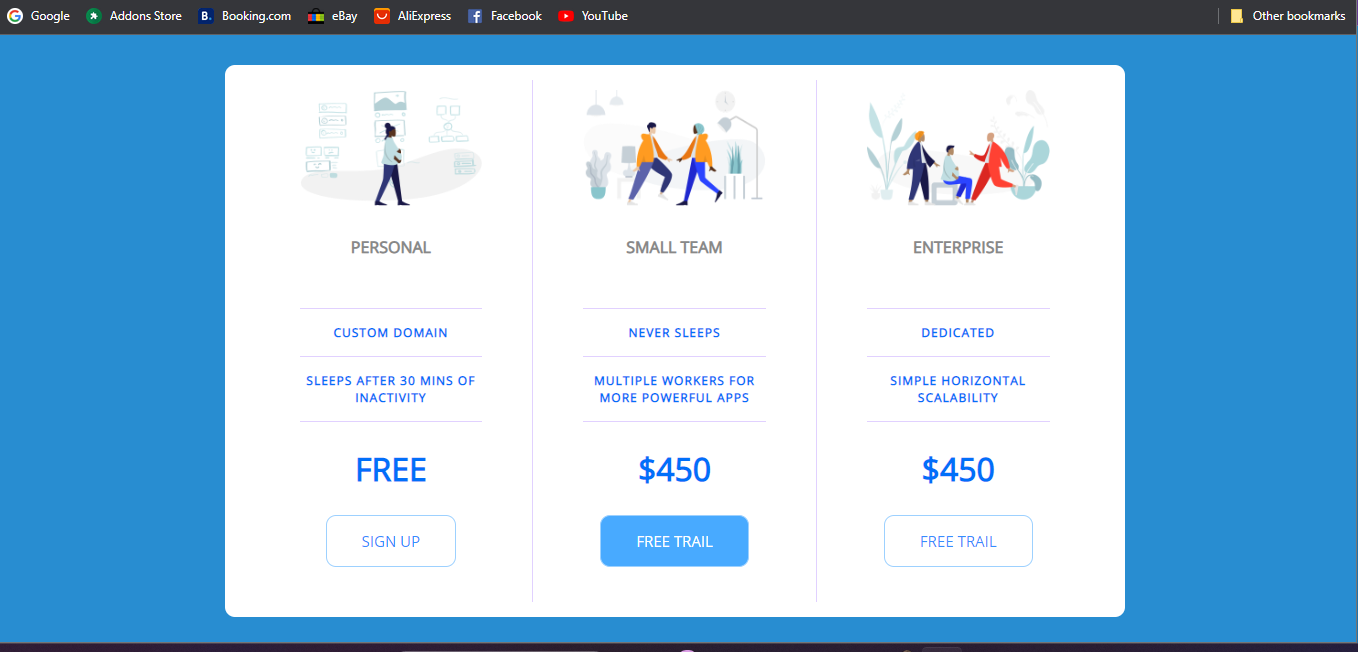 Google Addons Store B. Booking.com eBay AliExpress Facebook YouTube Other bookmarks
PERSONAL
CUSTOM DOMAIN
SLEEPS AFTER 30 MINS OF
INACTIVITY
FREE
SIGN UP
SMALL TEAM
NEVER SLEEPS
MULTIPLE WORKERS FOR
MORE POWERFUL APPS
$450
FREE TRAIL
ENTERPRISE
DEDICATED
SIMPLE HORIZONTAL
SCALABILITY
$450
FREE TRAIL